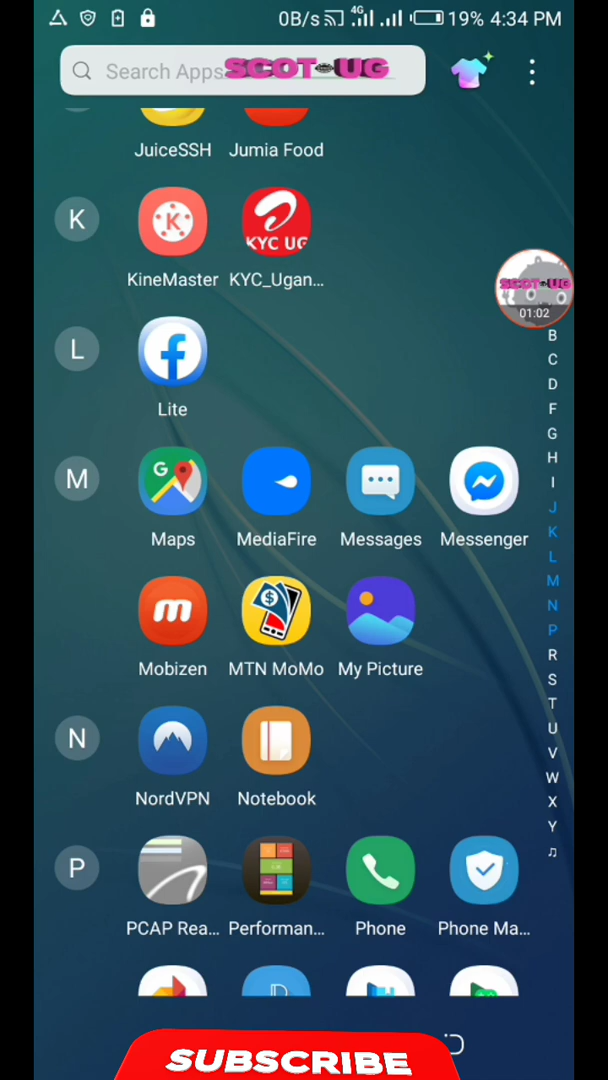 0B/s 4G 19% 4:34 PM
Search Apps SCOT-UG
JuiceSSH Jumia Food
K
K KYC UG
KineMaster KYC_Ugan...
SCOT-UG
01:02
L
Lite
M
G
Maps MediaFire Messages Messenger
m $
Mobizen MTN MoMo My Picture
N
NordVPN Notebook
P
PCAP Rea... Performan... Phone Phone Ma...
B
C
D
F
G
H
I
J
K
L
M
N
P
R
S
T
U
V
W
X
Y
SUBSCRIBE